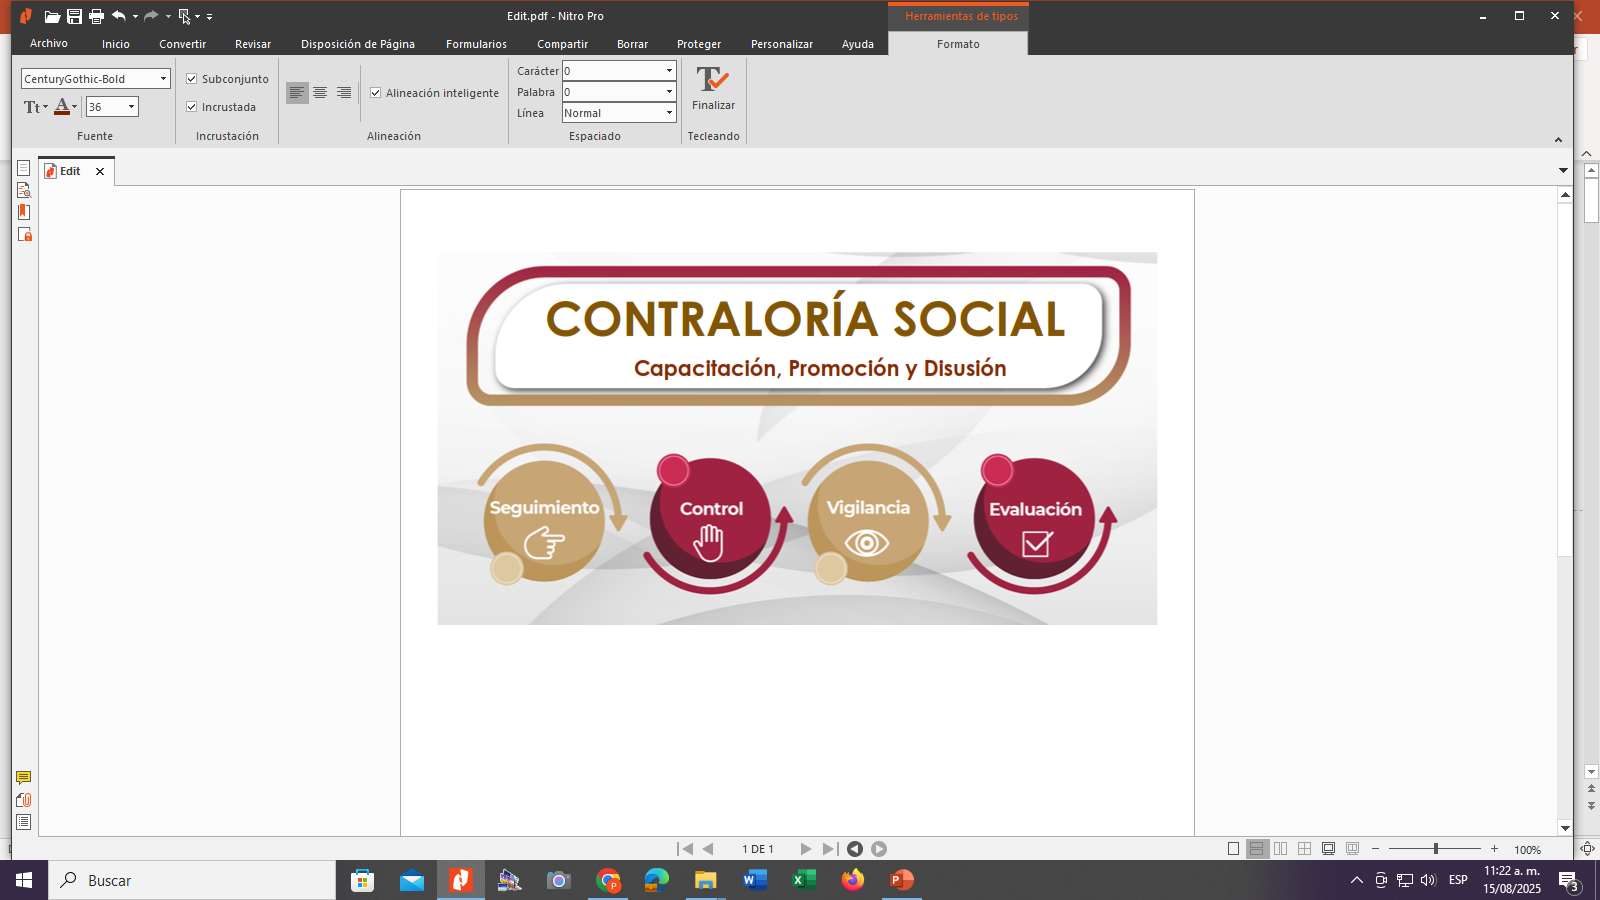 Edit.pdf - Nitro Pro
Herramientas de tipos
Archivo Inicio Convertir Revisar Disposición de Página Formularios Compartir Borrar Proteger Personalizar Ayuda Formato
CenturyGothic-Bold
Tt A 36
Fuente
Subconjunto
Incrustada
Incrustación
Alineación inteligente
Alineación
Carácter 0
Palabra 0
Línea Normal
Espaciado
Finalizar
Tecleando
Edit
CONTRALORÍA SOCIAL
Capacitación, Promoción y Disusión
Seguimiento
Control
Vigilancia
Evaluación
1 DE 1
100%
Buscar
ESP
11:22 a. m.
15/08/2025
3